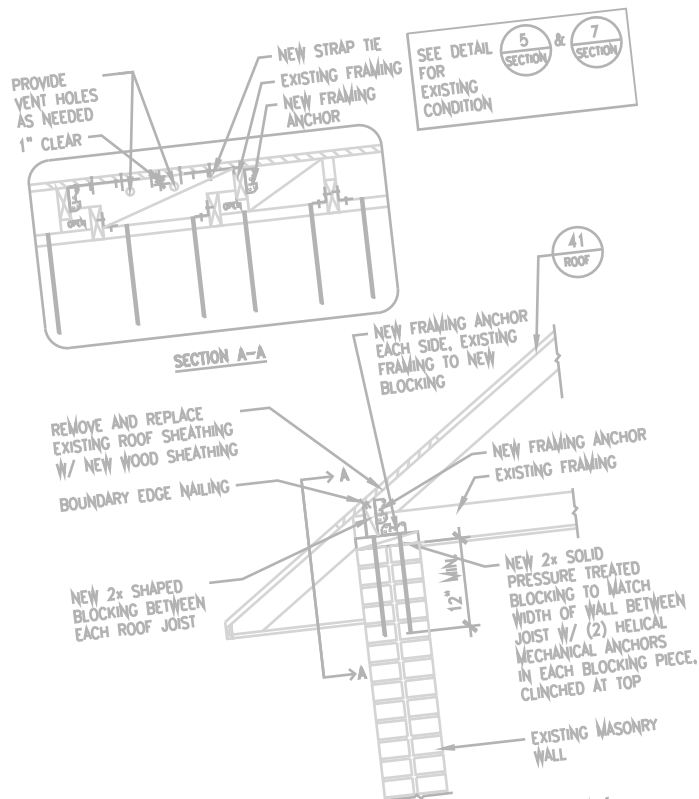 NEW STRAP TIE
EXISTING FRAMING
NEW FRAMING
ANCHOR
PROVIDE
VENT HOLES
AS NEEDED
1" CLEAR
SEE DETAIL
FOR
EXISTING
CONDITION
5
SECTION
&
7
SECTION
SECTION A-A
41
ROOF
NEW FRAMING ANCHOR
EACH SIDE, EXISTING
FRAMING TO NEW
BLOCKING
REMOVE AND REPLACE
EXISTING ROOF SHEATHING
W/ NEW WOOD SHEATHING
BOUNDARY EDGE NAILING
A
NEW FRAMING ANCHOR
EXISTING FRAMING
NEW 2x SHAPED
BLOCKING BETWEEN
EACH ROOF JOIST
12" MIN.
NEW 2x SOLID
PRESSURE TREATED
BLOCKING TO MATCH
WIDTH OF WALL BETWEEN
JOIST W/ (2) HELICAL
MECHANICAL ANCHORS
IN EACH BLOCKING PIECE,
CLINCHED AT TOP
A
EXISTING MASONRY
WALL